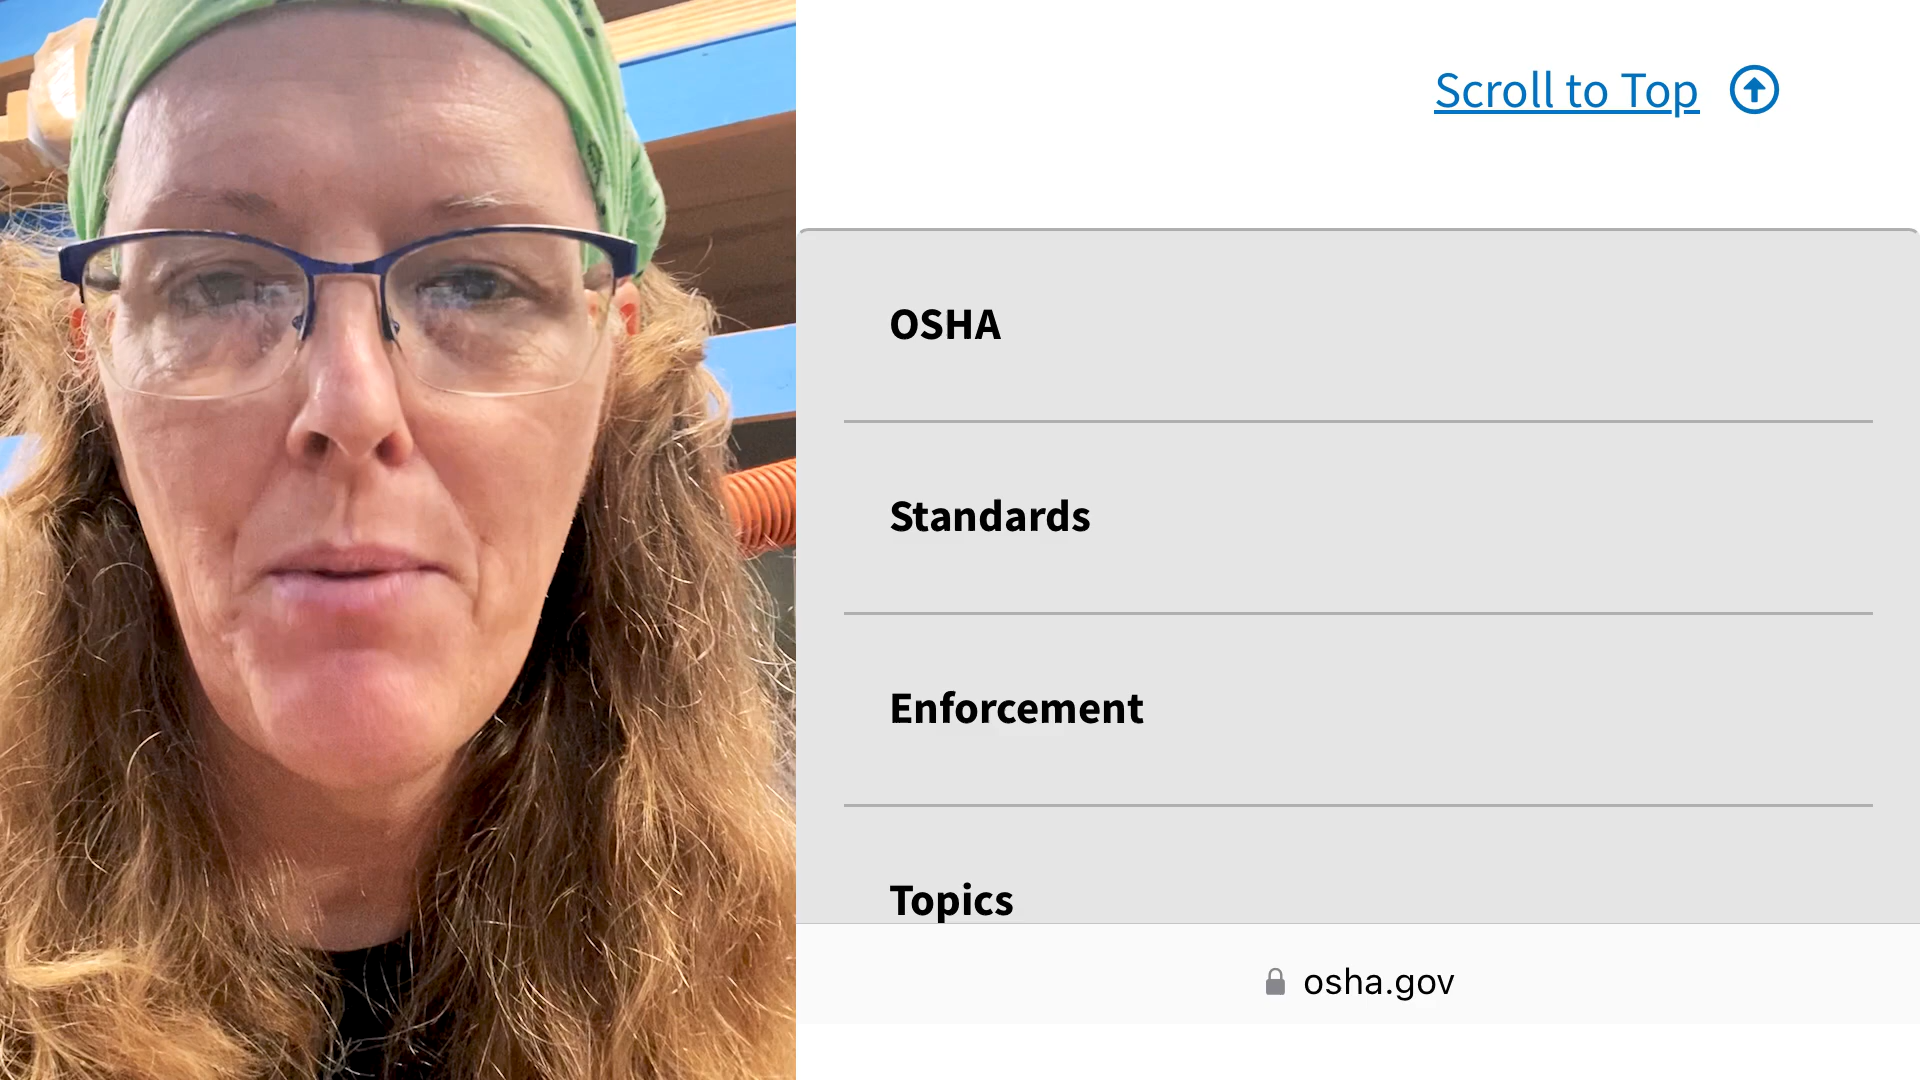 Scroll to Top
OSHA
Standards
Enforcement
Topics
osha.gov